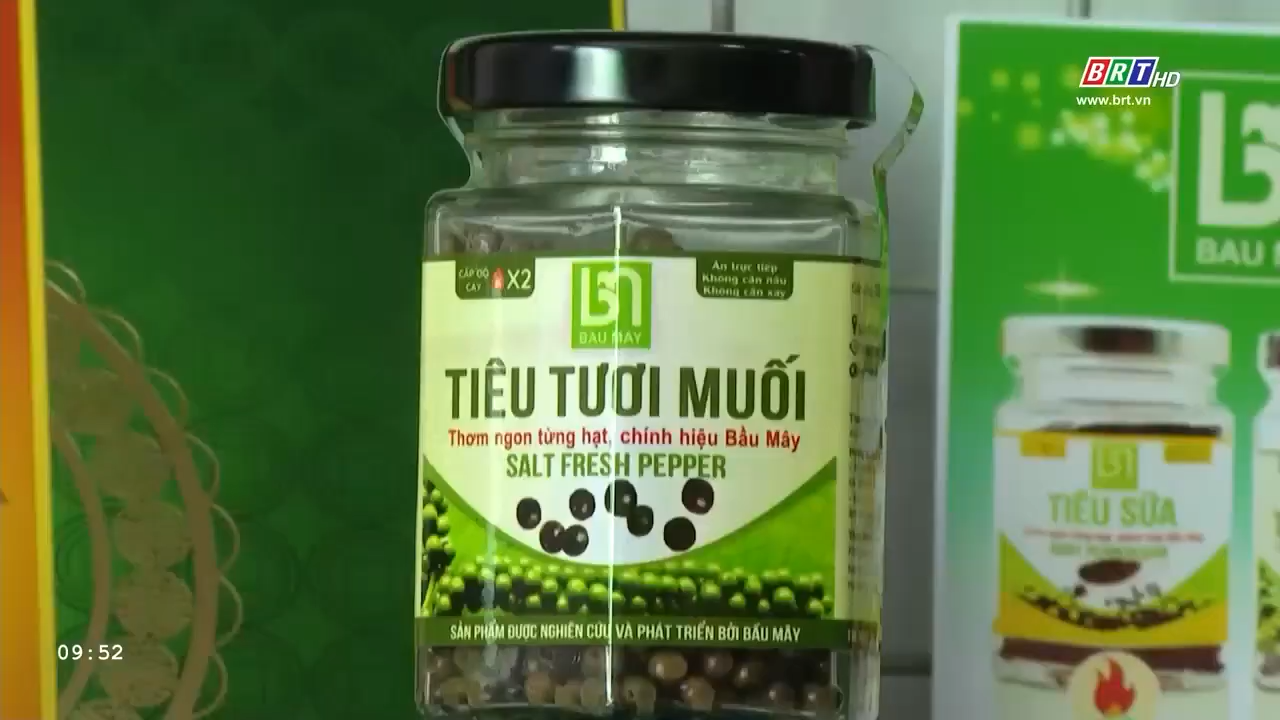 BRT HD
www.brt.vn
CẤP ĐỘ
CAY X2
BAU MAY
Ăn trực tiếp
Không cần nấu
Không cần xay
TIÊU TƯƠI MUỐI
Thơm ngon từng hạt, chính hiệu Bầu Mây
SALT FRESH PEPPER
SẢN PHẨM ĐƯỢC NGHIÊN CỨU VÀ PHÁT TRIỂN BỞI BẦU MÂY
BAU
TIÊU SỮA
09:52